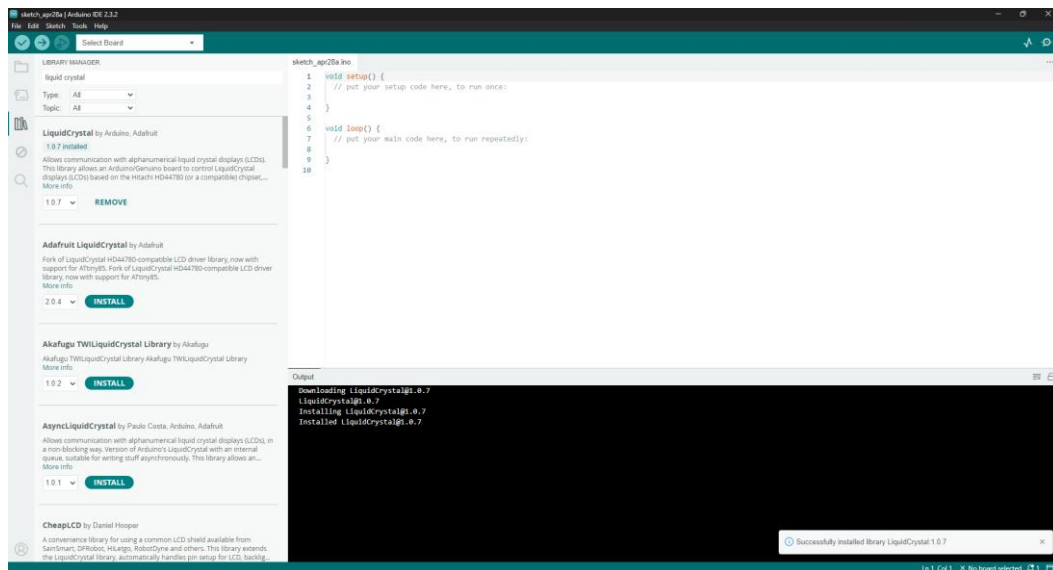 sketch_apr28a | Arduino IDE 2.3.2
File Edit Sketch Tools Help
Select Board
LIBRARY MANAGER
liquid crystal
Type: All
Topic: All
LiquidCrystal by Arduino, Adafruit
1.0.7 installed
Allows communication with alphanumerical liquid crystal displays (LCDs).
This library allows an Arduino/Genuino board to control LiquidCrystal
displays (LCDs) based on the Hitachi HD44780 (or a compatible) chipset,...
More info
1.0.7 REMOVE
Adafruit LiquidCrystal by Adafruit
Fork of LiquidCrystal HD44780-compatible LCD driver library, now with
support for ATtiny85. Fork of LiquidCrystal HD44780-compatible LCD driver
library, now with support for ATtiny85.
More info
2.0.4 INSTALL
Akafugu TWILiquidCrystal Library by Akafugu
Akafugu TWILiquidCrystal Library Akafugu TWILiquidCrystal Library
More info
1.0.2 INSTALL
AsyncLiquidCrystal by Paulo Costa, Arduino, Adafruit
Allows communication with alphanumerical liquid crystal displays (LCDs), in
a non-blocking way. Version of Arduino's LiquidCrystal with an internal
queue, suitable for writing stuff asynchronously. This library allows an...
More info
1.0.1 INSTALL
CheapLCD by Daniel Hooper
A convenience library for using a common LCD shield available from
SainSmart, DFRobot, HiLetgo, RobotDyne and others. This library extends
the LiquidCrystal library, automatically handles pin setup for LCD, backlig...
sketch_apr28a.ino
1 void setup() {
2 // put your setup code here, to run once:
3
4 }
5
6 void loop() {
7 // put your main code here, to run repeatedly:
8
9 }
10
Output
Downloading LiquidCrystal@1.0.7
LiquidCrystal@1.0.7
Installing LiquidCrystal@1.0.7
Installed LiquidCrystal@1.0.7
Successfully installed library LiquidCrystal:1.0.7
Ln 1, Col 1 No board selected 1